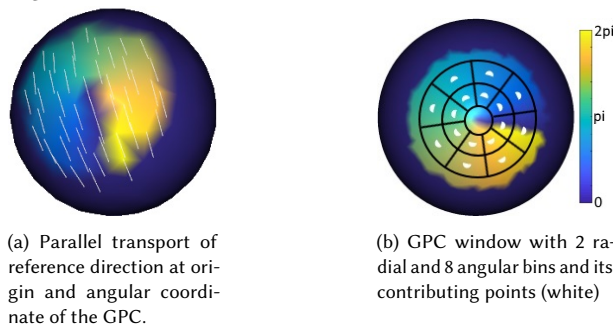 2pi
pi
0
(a) Parallel transport of
reference direction at ori-
gin and angular coordi-
nate of the GPC.
(b) GPC window with 2 ra-
dial and 8 angular bins and its
contributing points (white)